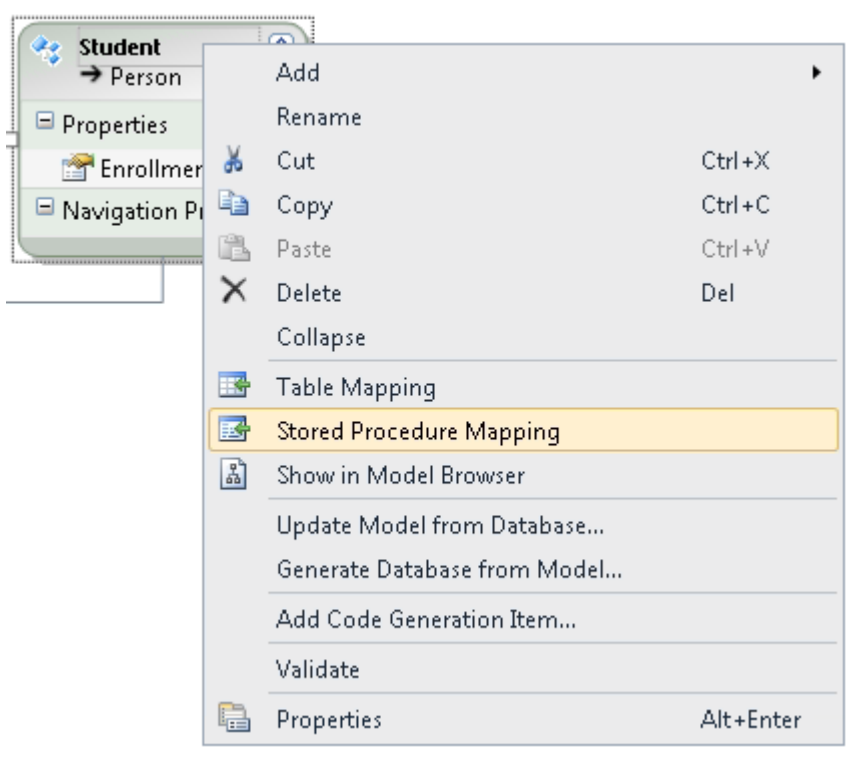 Student
Person
Properties
Navigation
Add
Rename
Cut Ctrl+X
Copy Ctrl+C
Paste Ctrl+V
Delete Del
Collapse
Table Mapping
Stored Procedure Mapping
Show in Model Browser
Update Model from Database...
Generate Database from Model...
Add Code Generation Item...
Validate
Properties Alt+Enter